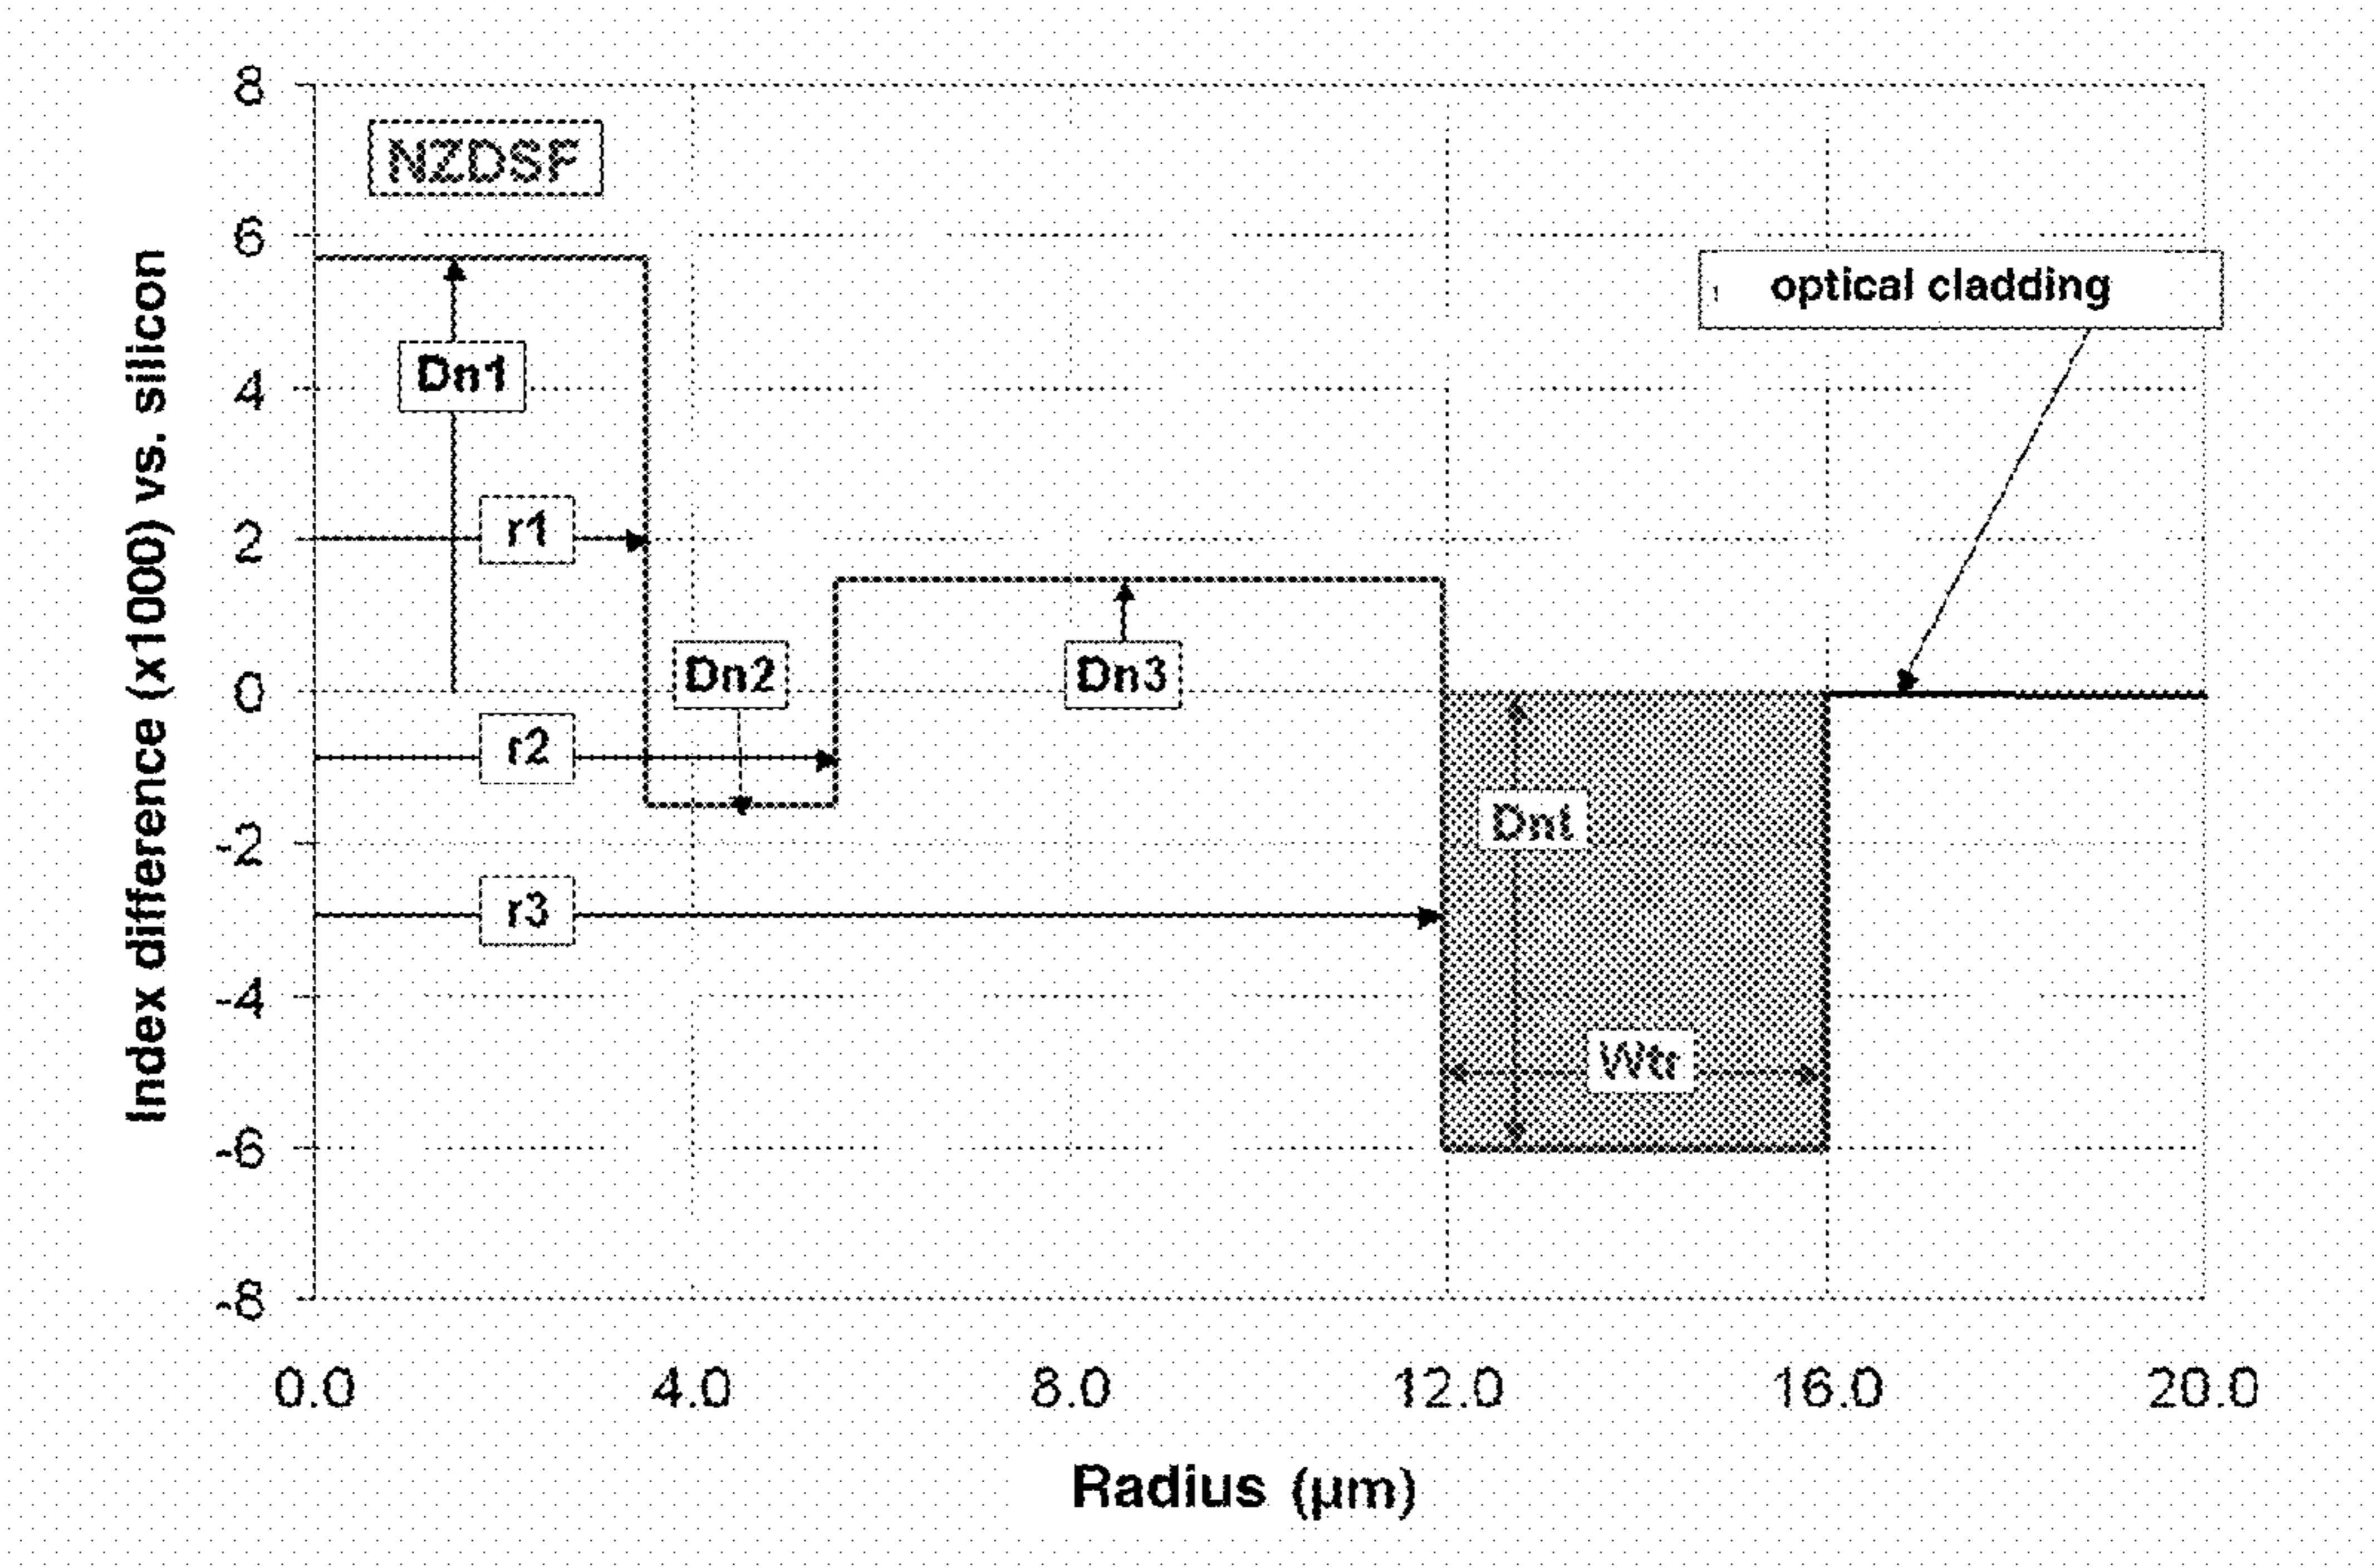 8
NZDSF
6
optical cladding
Dn1
4
r1
2
Dn2
Dn3
0
r2
Dnt
-2
r3
-4
Wtr
-6
-8
0.0 4.0 8.0 12.0 16.0 20.0
Radius (μm)
Index difference (x1000) vs. silicon